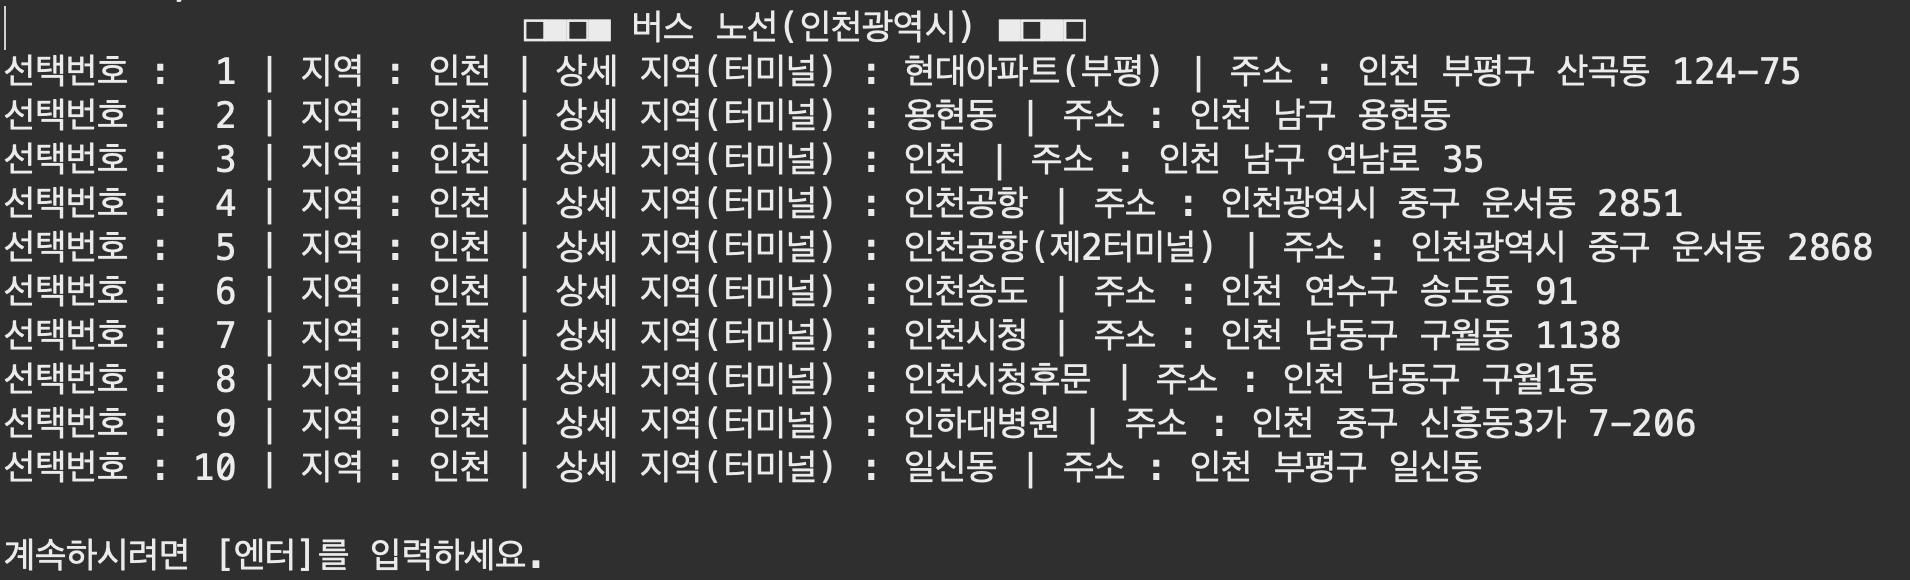 □■□■ 버스 노선(인천광역시) ■□■□
선택번호 :  1 | 지역 : 인천 | 상세 지역(터미널) : 현대아파트(부평) | 주소 : 인천 부평구 산곡동 124-75
선택번호 :  2 | 지역 : 인천 | 상세 지역(터미널) : 용현동 | 주소 : 인천 남구 용현동
선택번호 :  3 | 지역 : 인천 | 상세 지역(터미널) : 인천 | 주소 : 인천 남구 연남로 35
선택번호 :  4 | 지역 : 인천 | 상세 지역(터미널) : 인천공항 | 주소 : 인천광역시 중구 운서동 2851
선택번호 :  5 | 지역 : 인천 | 상세 지역(터미널) : 인천공항(제2터미널) | 주소 : 인천광역시 중구 운서동 2868
선택번호 :  6 | 지역 : 인천 | 상세 지역(터미널) : 인천송도 | 주소 : 인천 연수구 송도동 91
선택번호 :  7 | 지역 : 인천 | 상세 지역(터미널) : 인천시청 | 주소 : 인천 남동구 구월동 1138
선택번호 :  8 | 지역 : 인천 | 상세 지역(터미널) : 인천시청후문 | 주소 : 인천 남동구 구월1동
선택번호 :  9 | 지역 : 인천 | 상세 지역(터미널) : 인하대병원 | 주소 : 인천 중구 신흥동3가 7-206
선택번호 : 10 | 지역 : 인천 | 상세 지역(터미널) : 일신동 | 주소 : 인천 부평구 일신동
계속하시려면 [엔터]를 입력하세요.